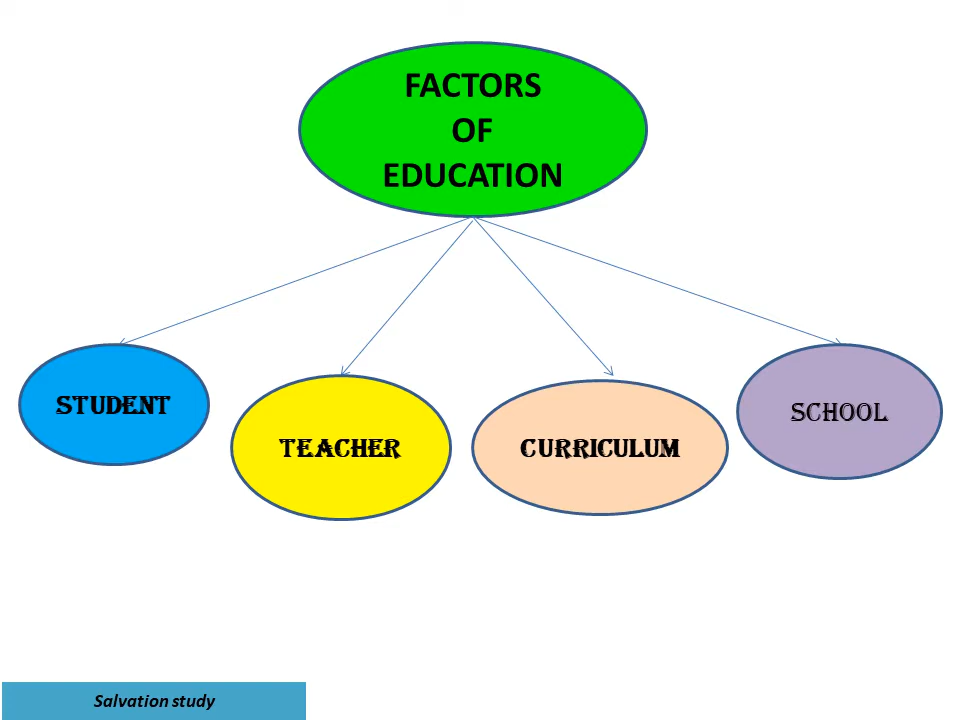 FACTORS
OF
EDUCATION
STUDENT
TEACHER
CURRICULUM
SCHOOL
Salvation study